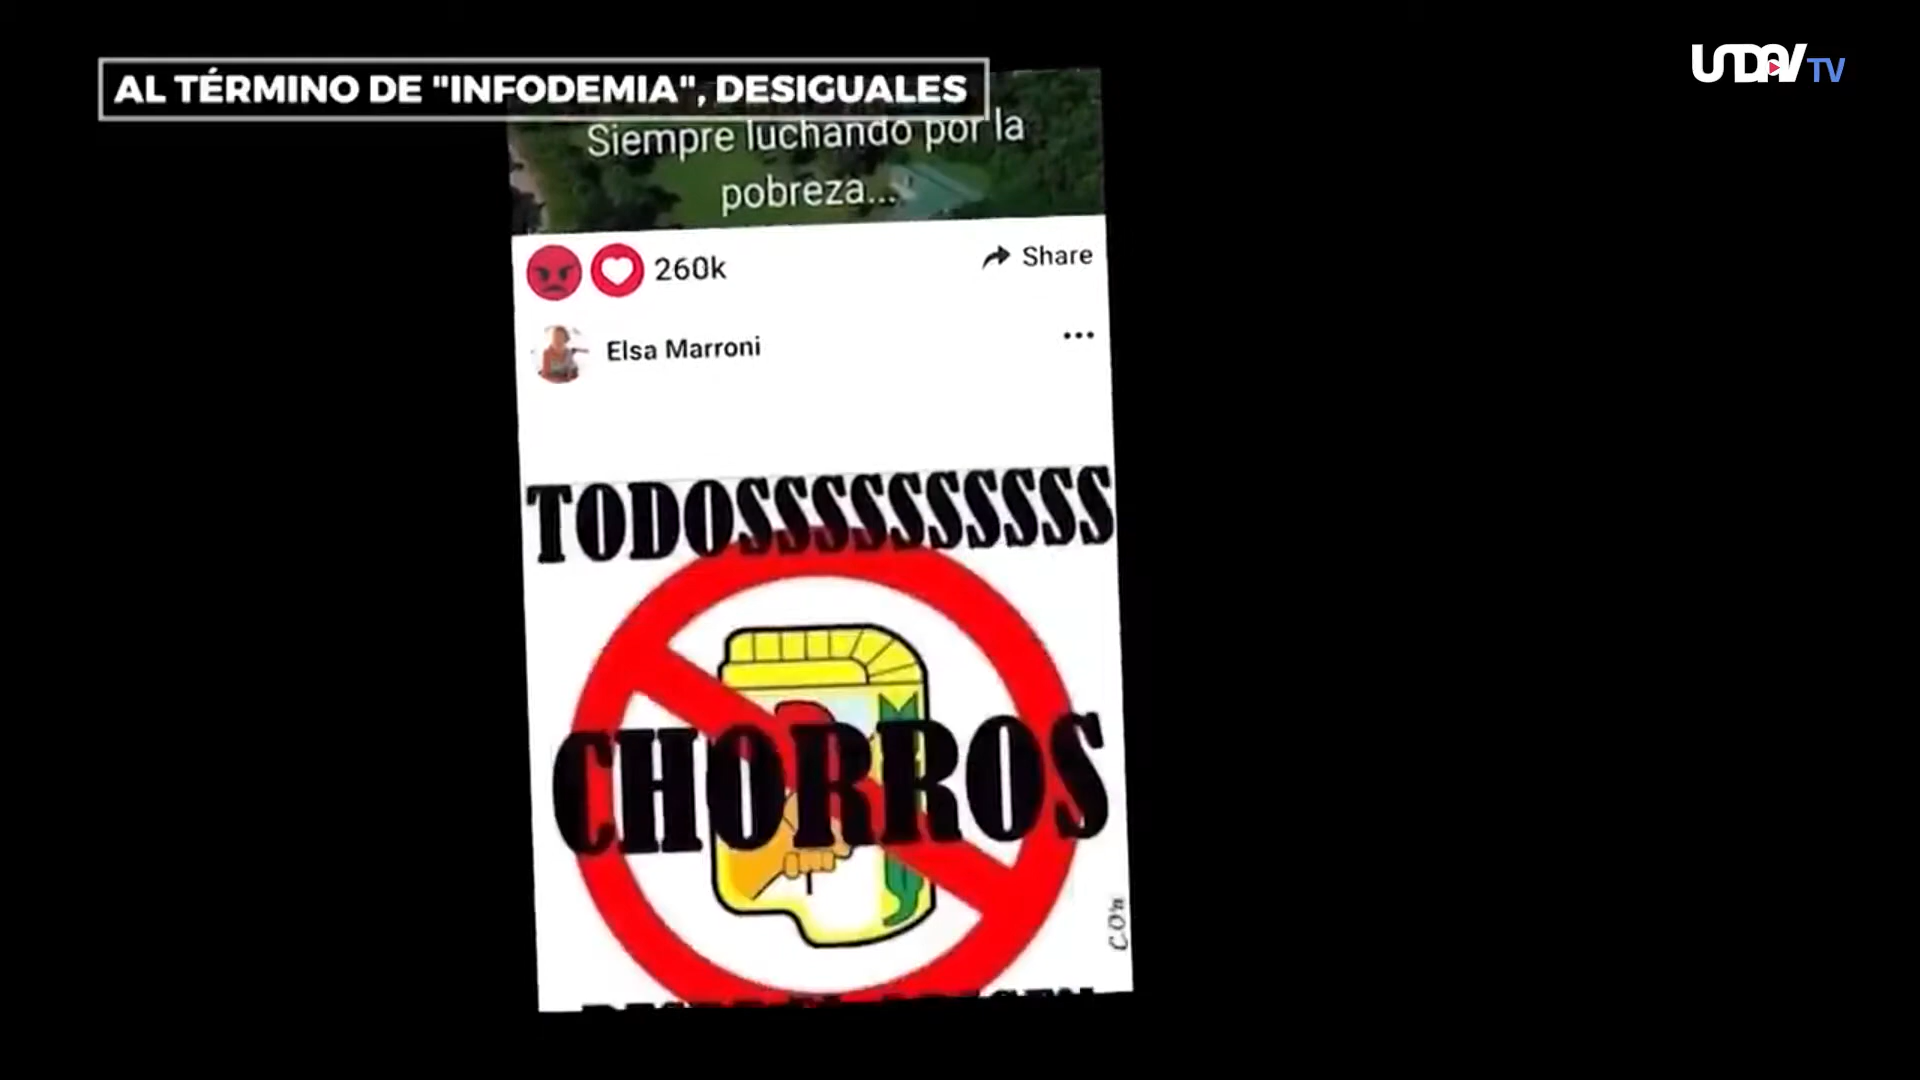 AL TÉRMINO DE "INFODEMIA", DESIGUALES
UNDAV TV
Siempre luchando por la
pobreza...
260k
Share
Elsa Marroni
TODOSSSSSSSSSS
CHORROS